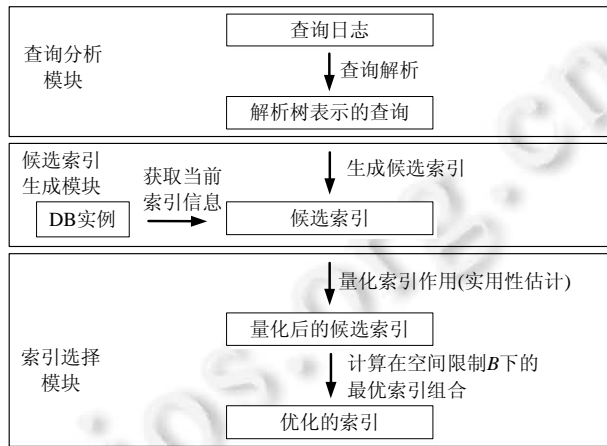 查询日志
查询分析
模块
查询解析
解析树表示的查询
候选索引
生成模块
获取当前
索引信息
生成候选索引
DB实例
候选索引
量化索引作用(实用性估计)
量化后的候选索引
索引选择
模块
计算在空间限制B下的
最优索引组合
优化的索引